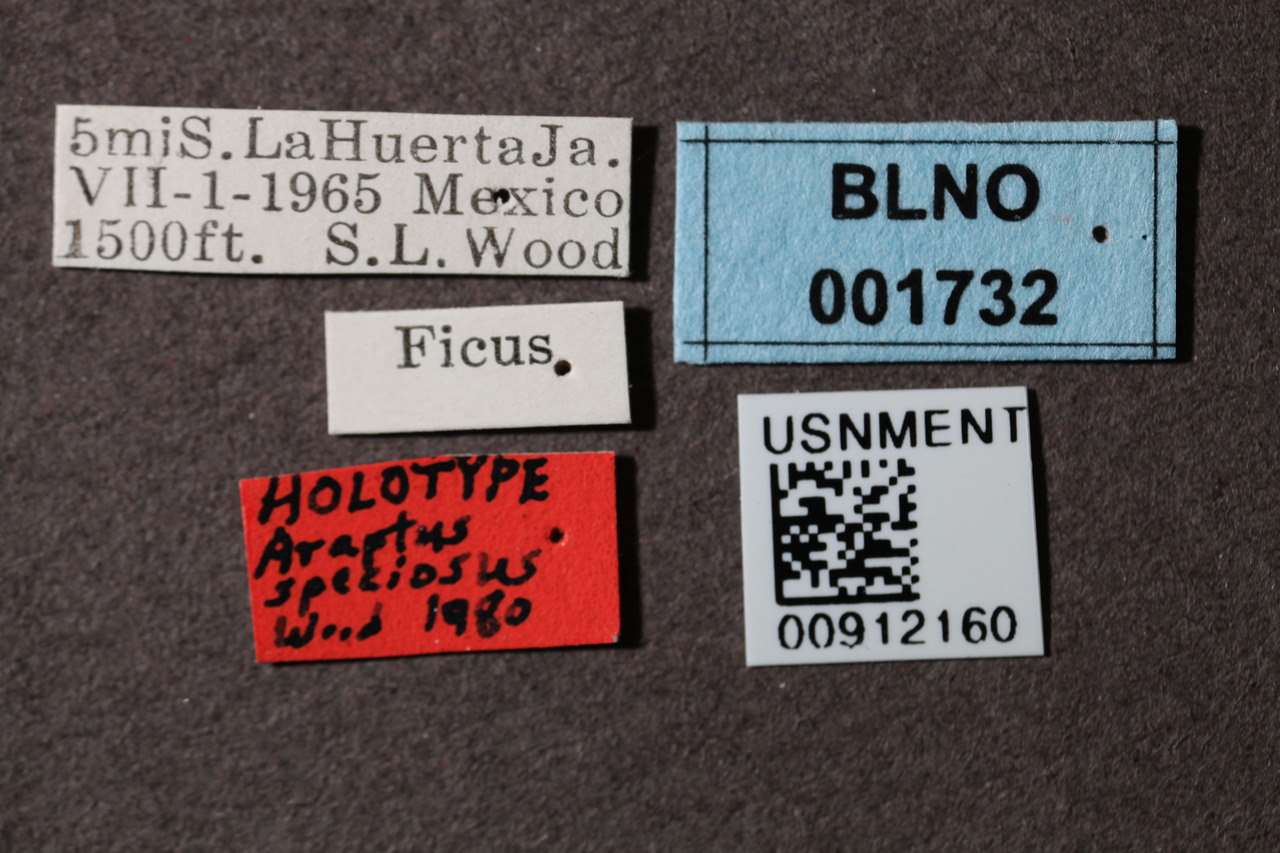 5miS.LaHuertaJa.
VII-1-1965 Mexico
1500ft. S.L.Wood
Ficus.
HOLOTYPE
Araptus
speciosus
Wood 1980
BLNO
001732
USNMENT
00912160